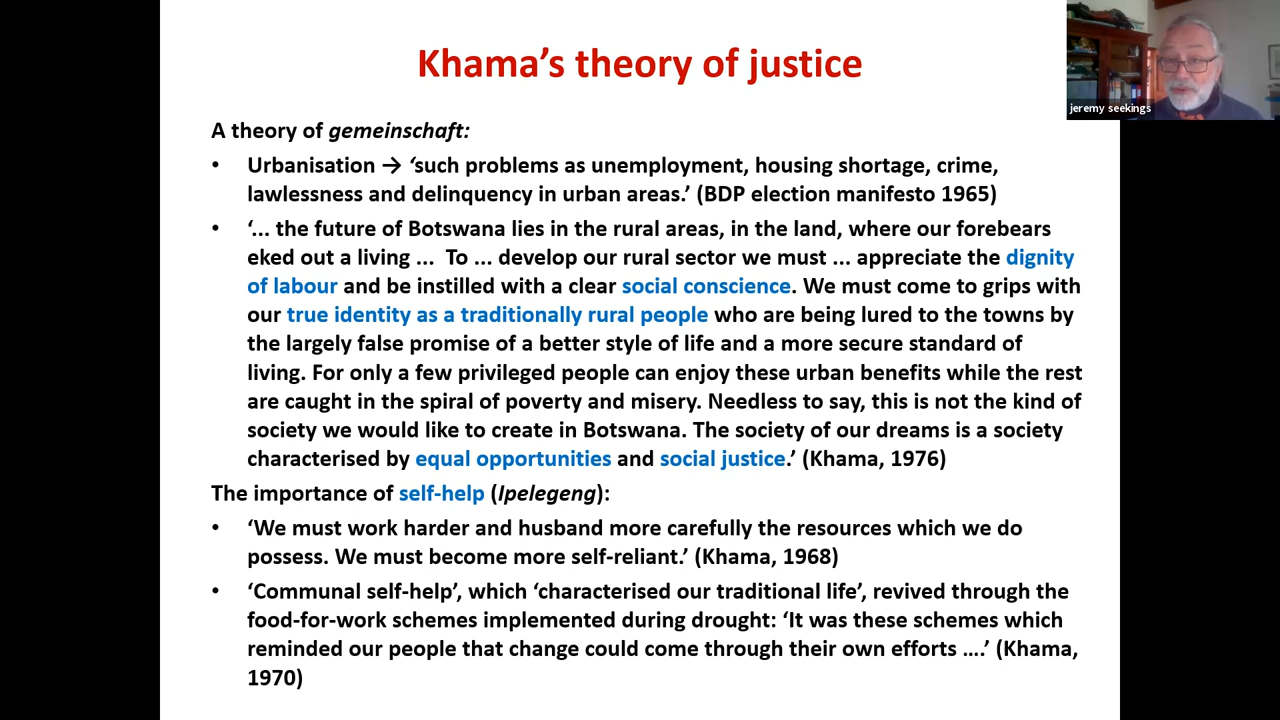 Khama’s theory of justice
jeremy seekings
A theory of gemeinschaft:
• Urbanisation → ‘such problems as unemployment, housing shortage, crime,
lawlessness and delinquency in urban areas.’ (BDP election manifesto 1965)
• ‘... the future of Botswana lies in the rural areas, in the land, where our forebears
eked out a living ... To ... develop our rural sector we must ... appreciate the dignity
of labour and be instilled with a clear social conscience. We must come to grips with
our true identity as a traditionally rural people who are being lured to the towns by
the largely false promise of a better style of life and a more secure standard of
living. For only a few privileged people can enjoy these urban benefits while the rest
are caught in the spiral of poverty and misery. Needless to say, this is not the kind of
society we would like to create in Botswana. The society of our dreams is a society
characterised by equal opportunities and social justice.’ (Khama, 1976)
The importance of self-help (Ipelegeng):
• ‘We must work harder and husband more carefully the resources which we do
possess. We must become more self-reliant.’ (Khama, 1968)
• ‘Communal self-help’, which ‘characterised our traditional life’, revived through the
food-for-work schemes implemented during drought: ‘It was these schemes which
reminded our people that change could come through their own efforts ....’ (Khama,
1970)